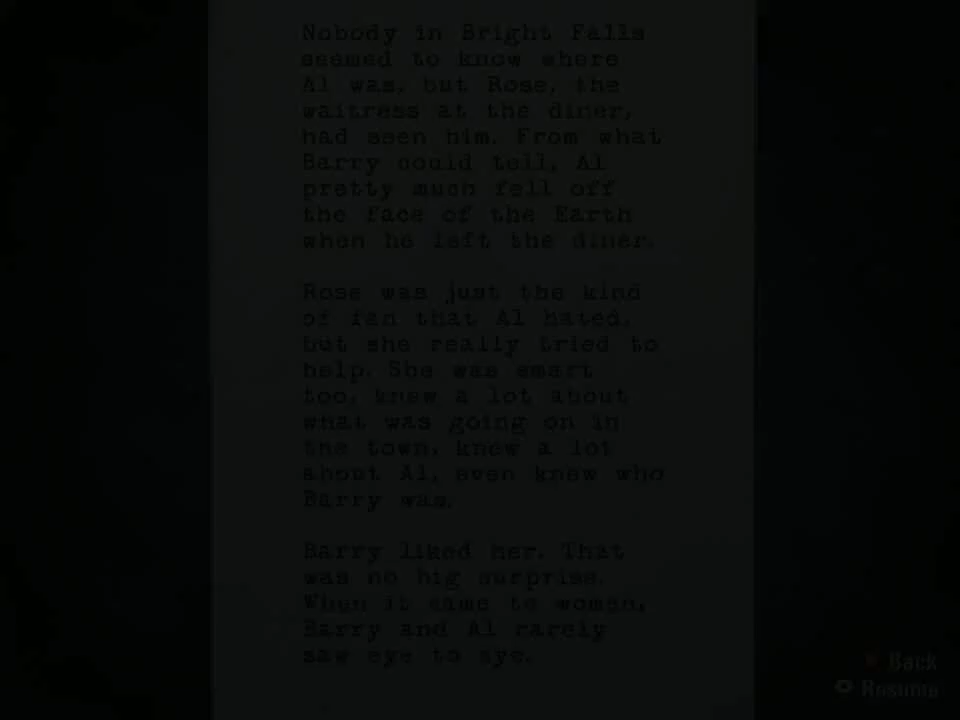 Nobody in Bright Falls
seemed to know where
Al was, but Rose, the
waitress at the diner,
had seen him. From what
Barry could tell, Al
pretty much fell off
the face of the Earth
when he left the diner.
Rose was just the kind
of fan that Al hated,
but she really tried to
help. She was smart
too, knew a lot about
what was going on in
the town, knew a lot
about Al, even knew who
Barry was.
Barry liked her. That
was no big surprise.
When it came to women,
Barry and Al rarely
saw eye to eye.
Back
Resume